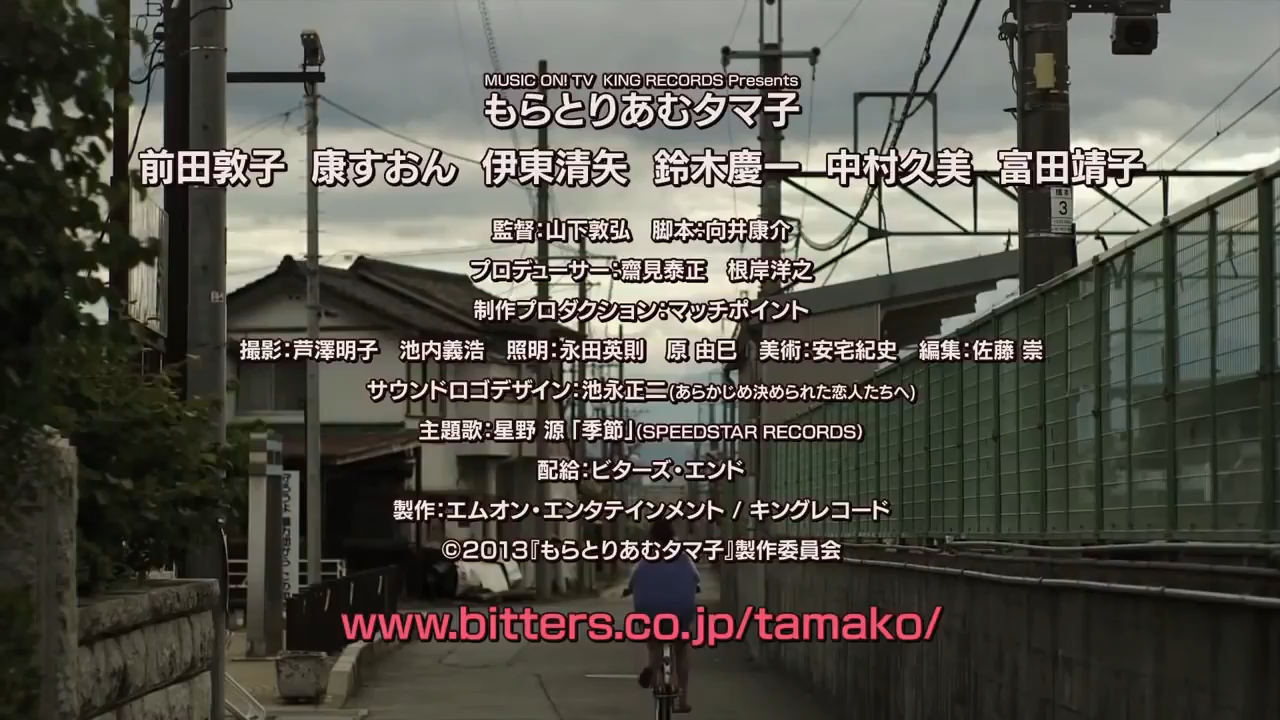 MUSIC ON! TV KING RECORDS Presents
もらとりあむタマ子
前田敦子 康すおん 伊東清矢 鈴木慶一 中村久美 富田靖子
監督:山下敦弘 脚本:向井康介
プロデューサー:齋見泰正 根岸洋之
制作プロダクション:マッチポイント
撮影:芦澤明子 池内義浩 照明:永田英則 原 由巳 美術:安宅紀史 編集:佐藤 崇
サウンドロゴデザイン:池永正二(あらかじめ決められた恋人たちへ)
主題歌:星野 源「季節」(SPEEDSTAR RECORDS)
配給:ビターズ・エンド
製作:エムオン・エンタテインメント / キングレコード
©2013『もらとりあむタマ子』製作委員会
www.bitters.co.jp/tamako/
3